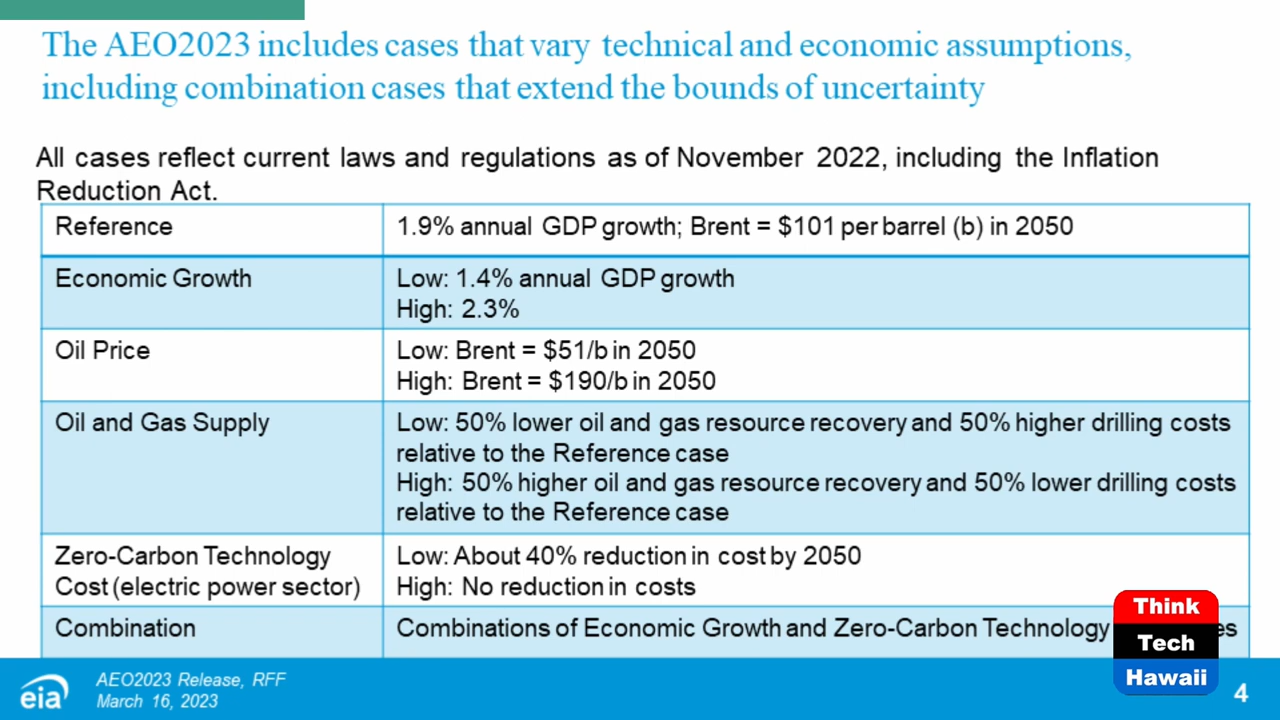 The AEO2023 includes cases that vary technical and economic assumptions,
including combination cases that extend the bounds of uncertainty
All cases reflect current laws and regulations as of November 2022, including the Inflation
Reduction Act.
Reference
1.9% annual GDP growth; Brent = $101 per barrel (b) in 2050
Economic Growth
Low: 1.4% annual GDP growth
High: 2.3%
Oil Price
Low: Brent = $51/b in 2050
High: Brent = $190/b in 2050
Oil and Gas Supply
Low: 50% lower oil and gas resource recovery and 50% higher drilling costs
relative to the Reference case
High: 50% higher oil and gas resource recovery and 50% lower drilling costs
relative to the Reference case
Zero-Carbon Technology
Cost (electric power sector)
Low: About 40% reduction in cost by 2050
High: No reduction in costs
Combination
Combinations of Economic Growth and Zero-Carbon Technology
Think
Tech
Hawaii
eia
AEO2023 Release, RFF
March 16, 2023
4